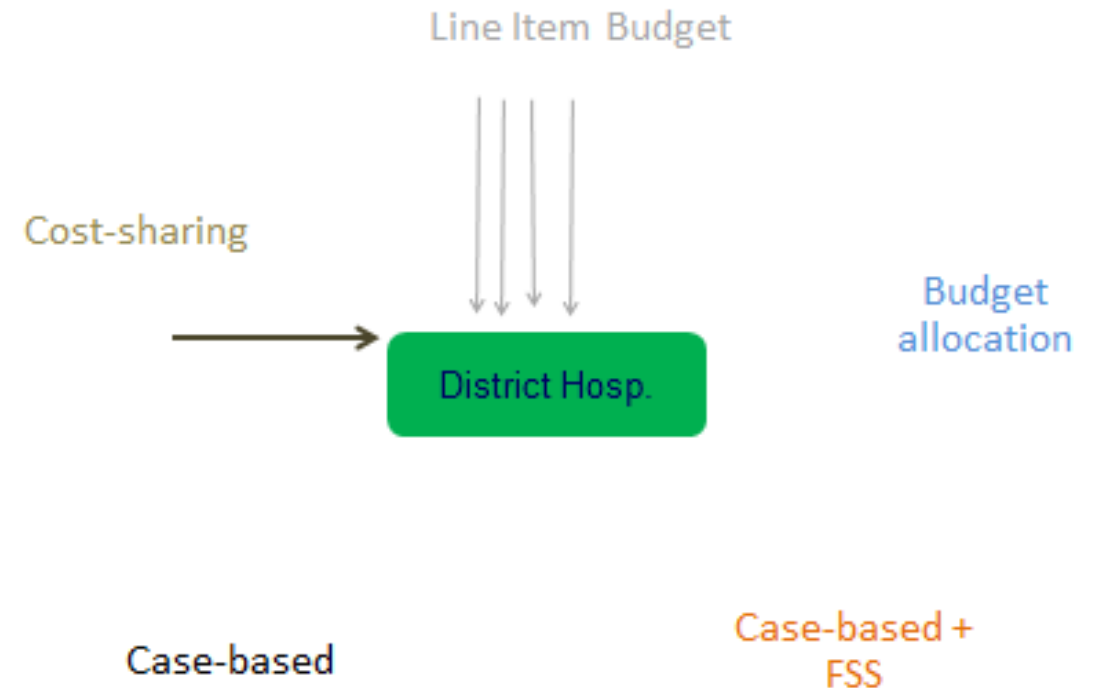 Line Item Budget
Cost-sharing
Budget
allocation
District Hosp.
Case-based
Case-based +
FSS